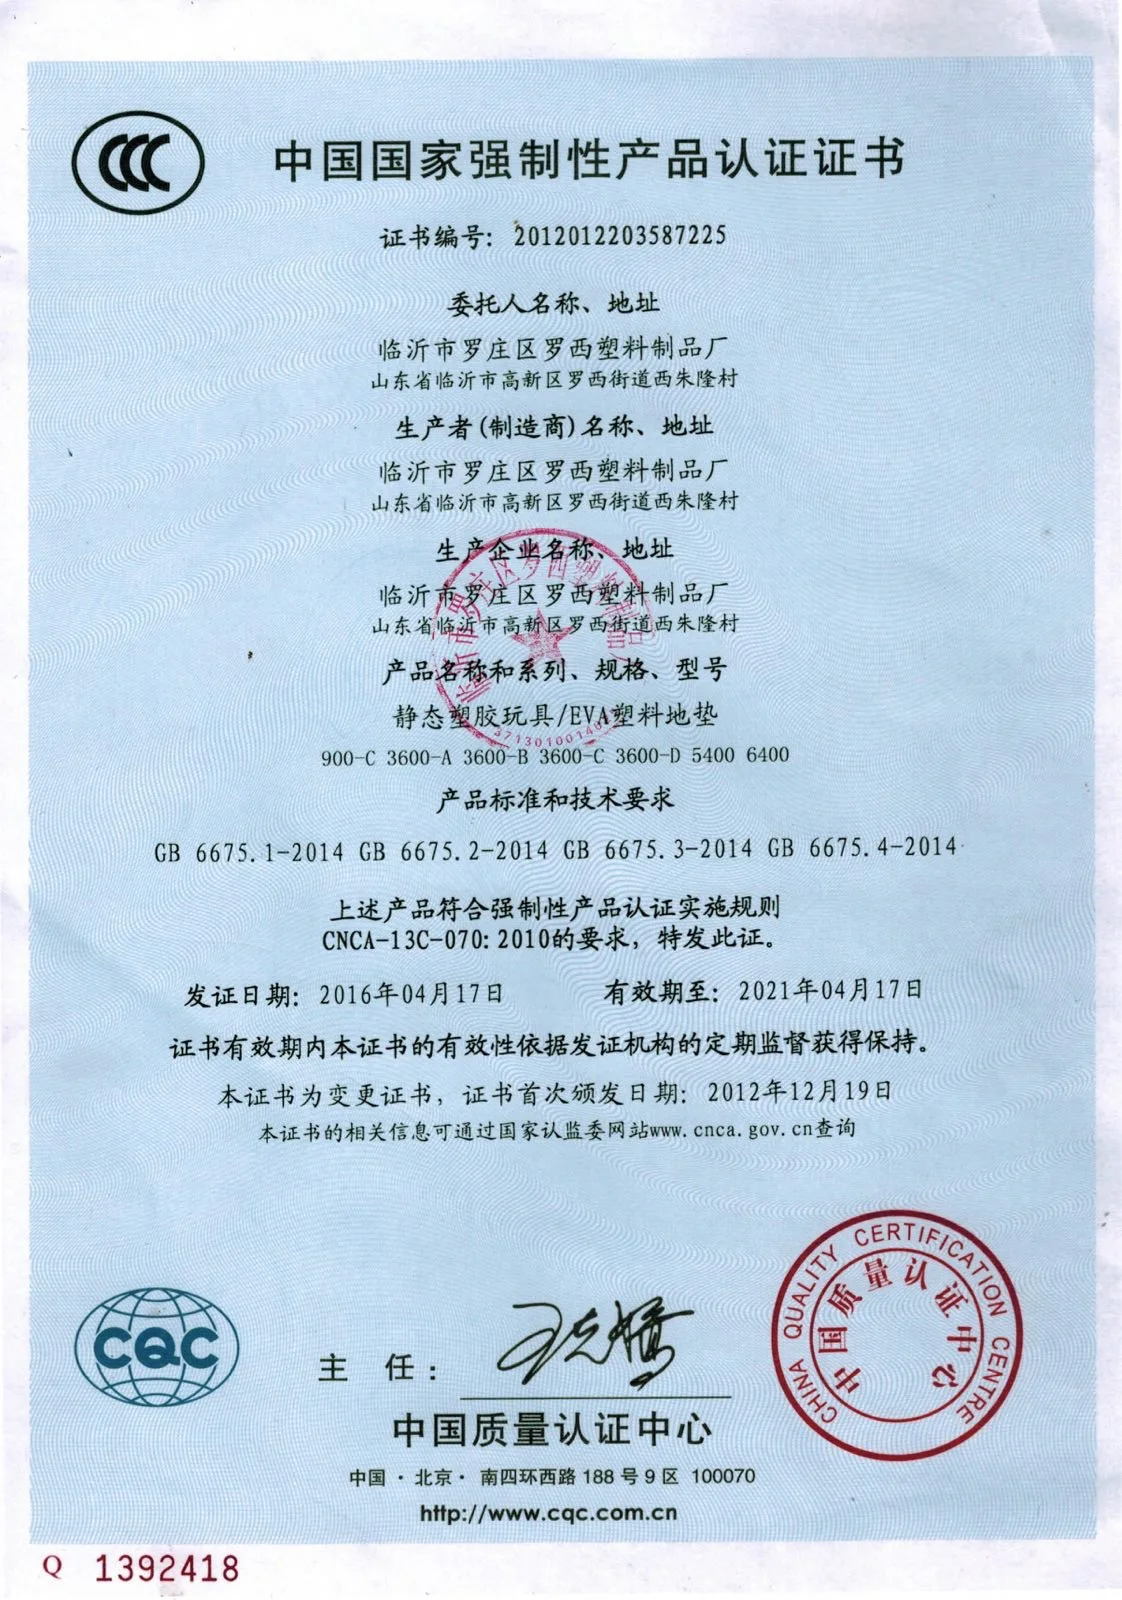 CCC
中国国家强制性产品认证证书
证书编号：2012012203587225
委托人名称、地址
临沂市罗庄区罗西塑料制品厂
山东省临沂市高新区罗西街道西朱隆村
生产者(制造商)名称、地址
临沂市罗庄区罗西塑料制品厂
山东省临沂市高新区罗西街道西朱隆村
生产企业名称、地址
临沂市罗庄区罗西塑料制品厂
山东省临沂市高新区罗西街道西朱隆村
产品名称和系列、规格、型号
静态塑胶玩具/EVA塑料地垫
900-C 3600-A 3600-B 3600-C 3600-D 5400 6400
产品标准和技术要求
GB 6675.1-2014 GB 6675.2-2014 GB 6675.3-2014 GB 6675.4-2014
上述产品符合强制性产品认证实施规则
CNCA-13C-070:2010的要求，特发此证。
发证日期：2016年04月17日 有效期至：2021年04月17日
证书有效期内本证书的有效性依据发证机构的定期监督获得保持。
本证书为变更证书，证书首次颁发日期：2012年12月19日
本证书的相关信息可通过国家认监委网站www.cnca.gov.cn查询
临沂市罗庄区罗西塑料制品厂
CQC
主 任：
CHINA QUALITY CERTIFICATION CENTRE
中国质量认证中心
中国质量认证中心
中国·北京·南四环西路188号9区 100070
http://www.cqc.com.cn
Q 1392418